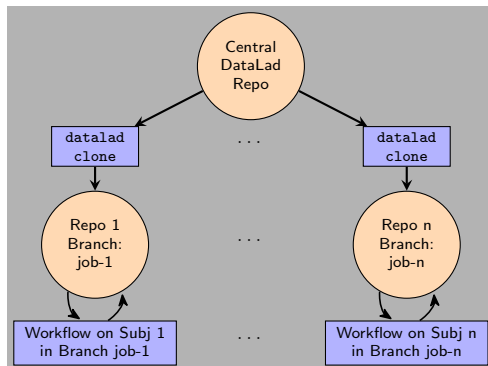 Central
DataLad
Repo
datalad
clone
...
datalad
clone
Repo 1
Branch:
job-1
...
Repo n
Branch:
job-n
Workflow on Subj 1
in Branch job-1
...
Workflow on Subj n
in Branch job-n